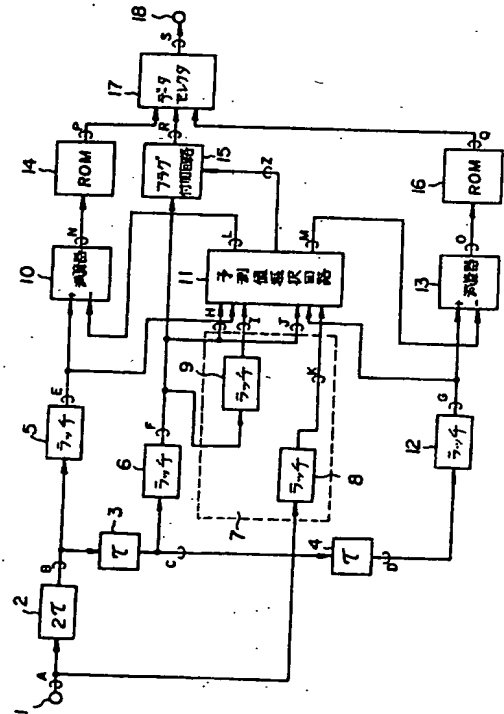 18
S
17
データ
セレクタ
P
R
Q
14
ROM
フラグ
付加回路
15
Z
ROM
16
N
L
M
O
10
減算器
11
予測値選択回路
減算器
13
H
I
J
K
E
9
ラッチ
5
ラッチ
F
6
ラッチ
ラッチ
8
G
ラッチ
12
7
B
3
τ
C
4
τ
D
2
2τ
A
1